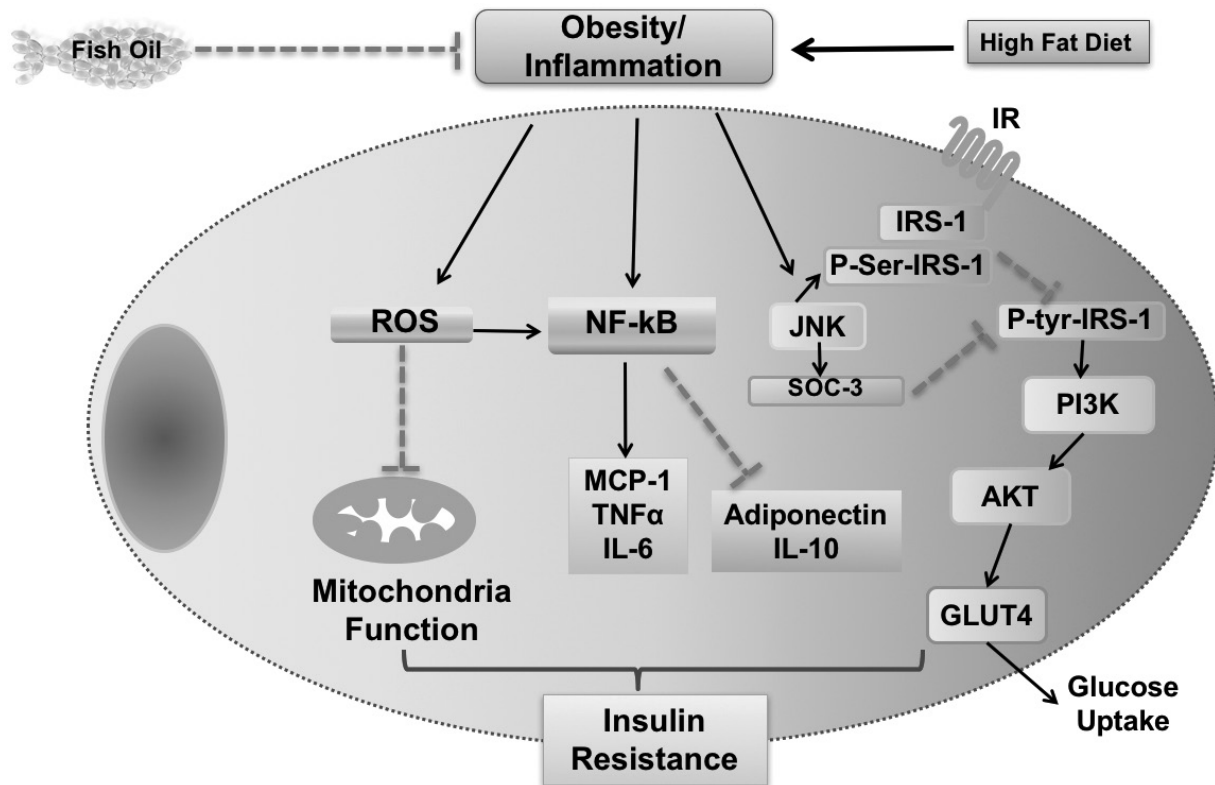 Fish Oil
Obesity/
Inflammation
High Fat Diet
IR
IRS-1
P-Ser-IRS-1
ROS
NF-kB
JNK
P-tyr-IRS-1
SOC-3
PI3K
MCP-1
TNFα
IL-6
Adiponectin
IL-10
AKT
Mitochondria
Function
GLUT4
Glucose
Uptake
Insulin
Resistance